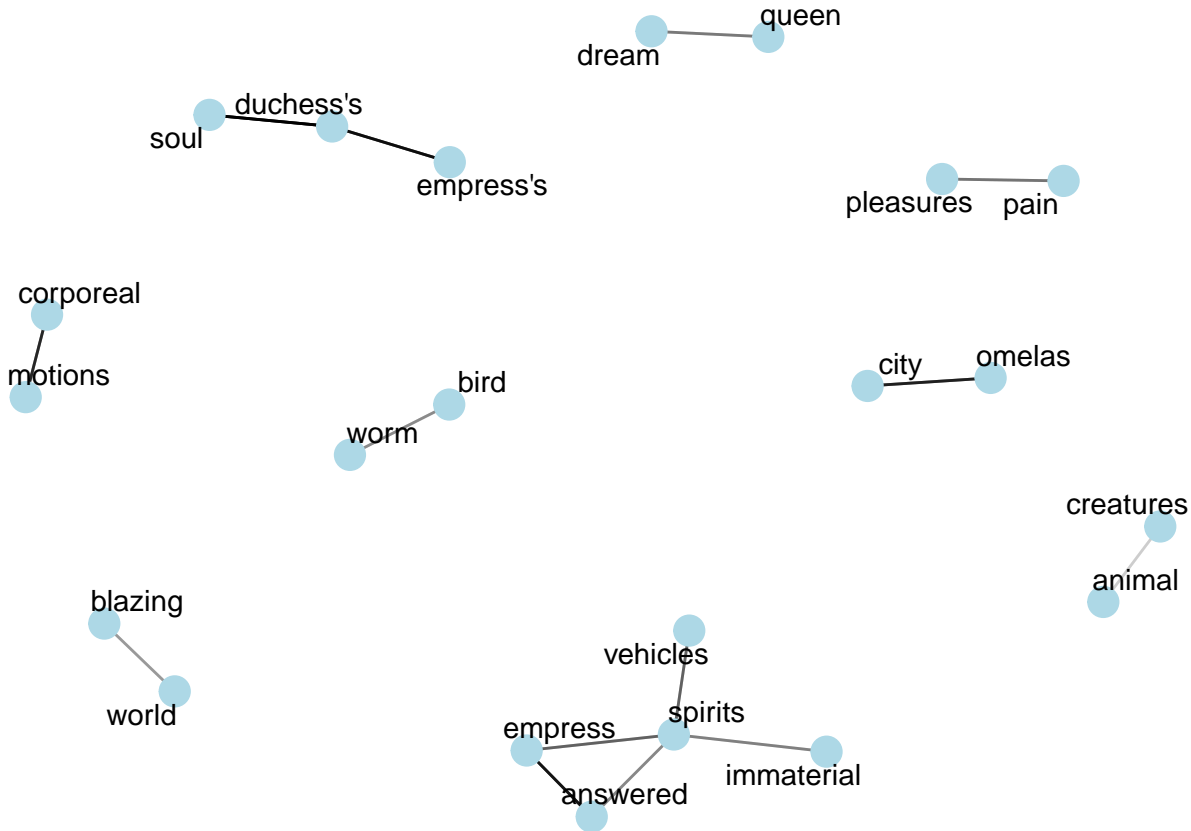 queen
dream
duchess's
soul
empress's
pleasures
pain
corporeal
motions
bird
worm
city
omelas
creatures
animal
blazing
world
vehicles
spirits
empress
immaterial
answered